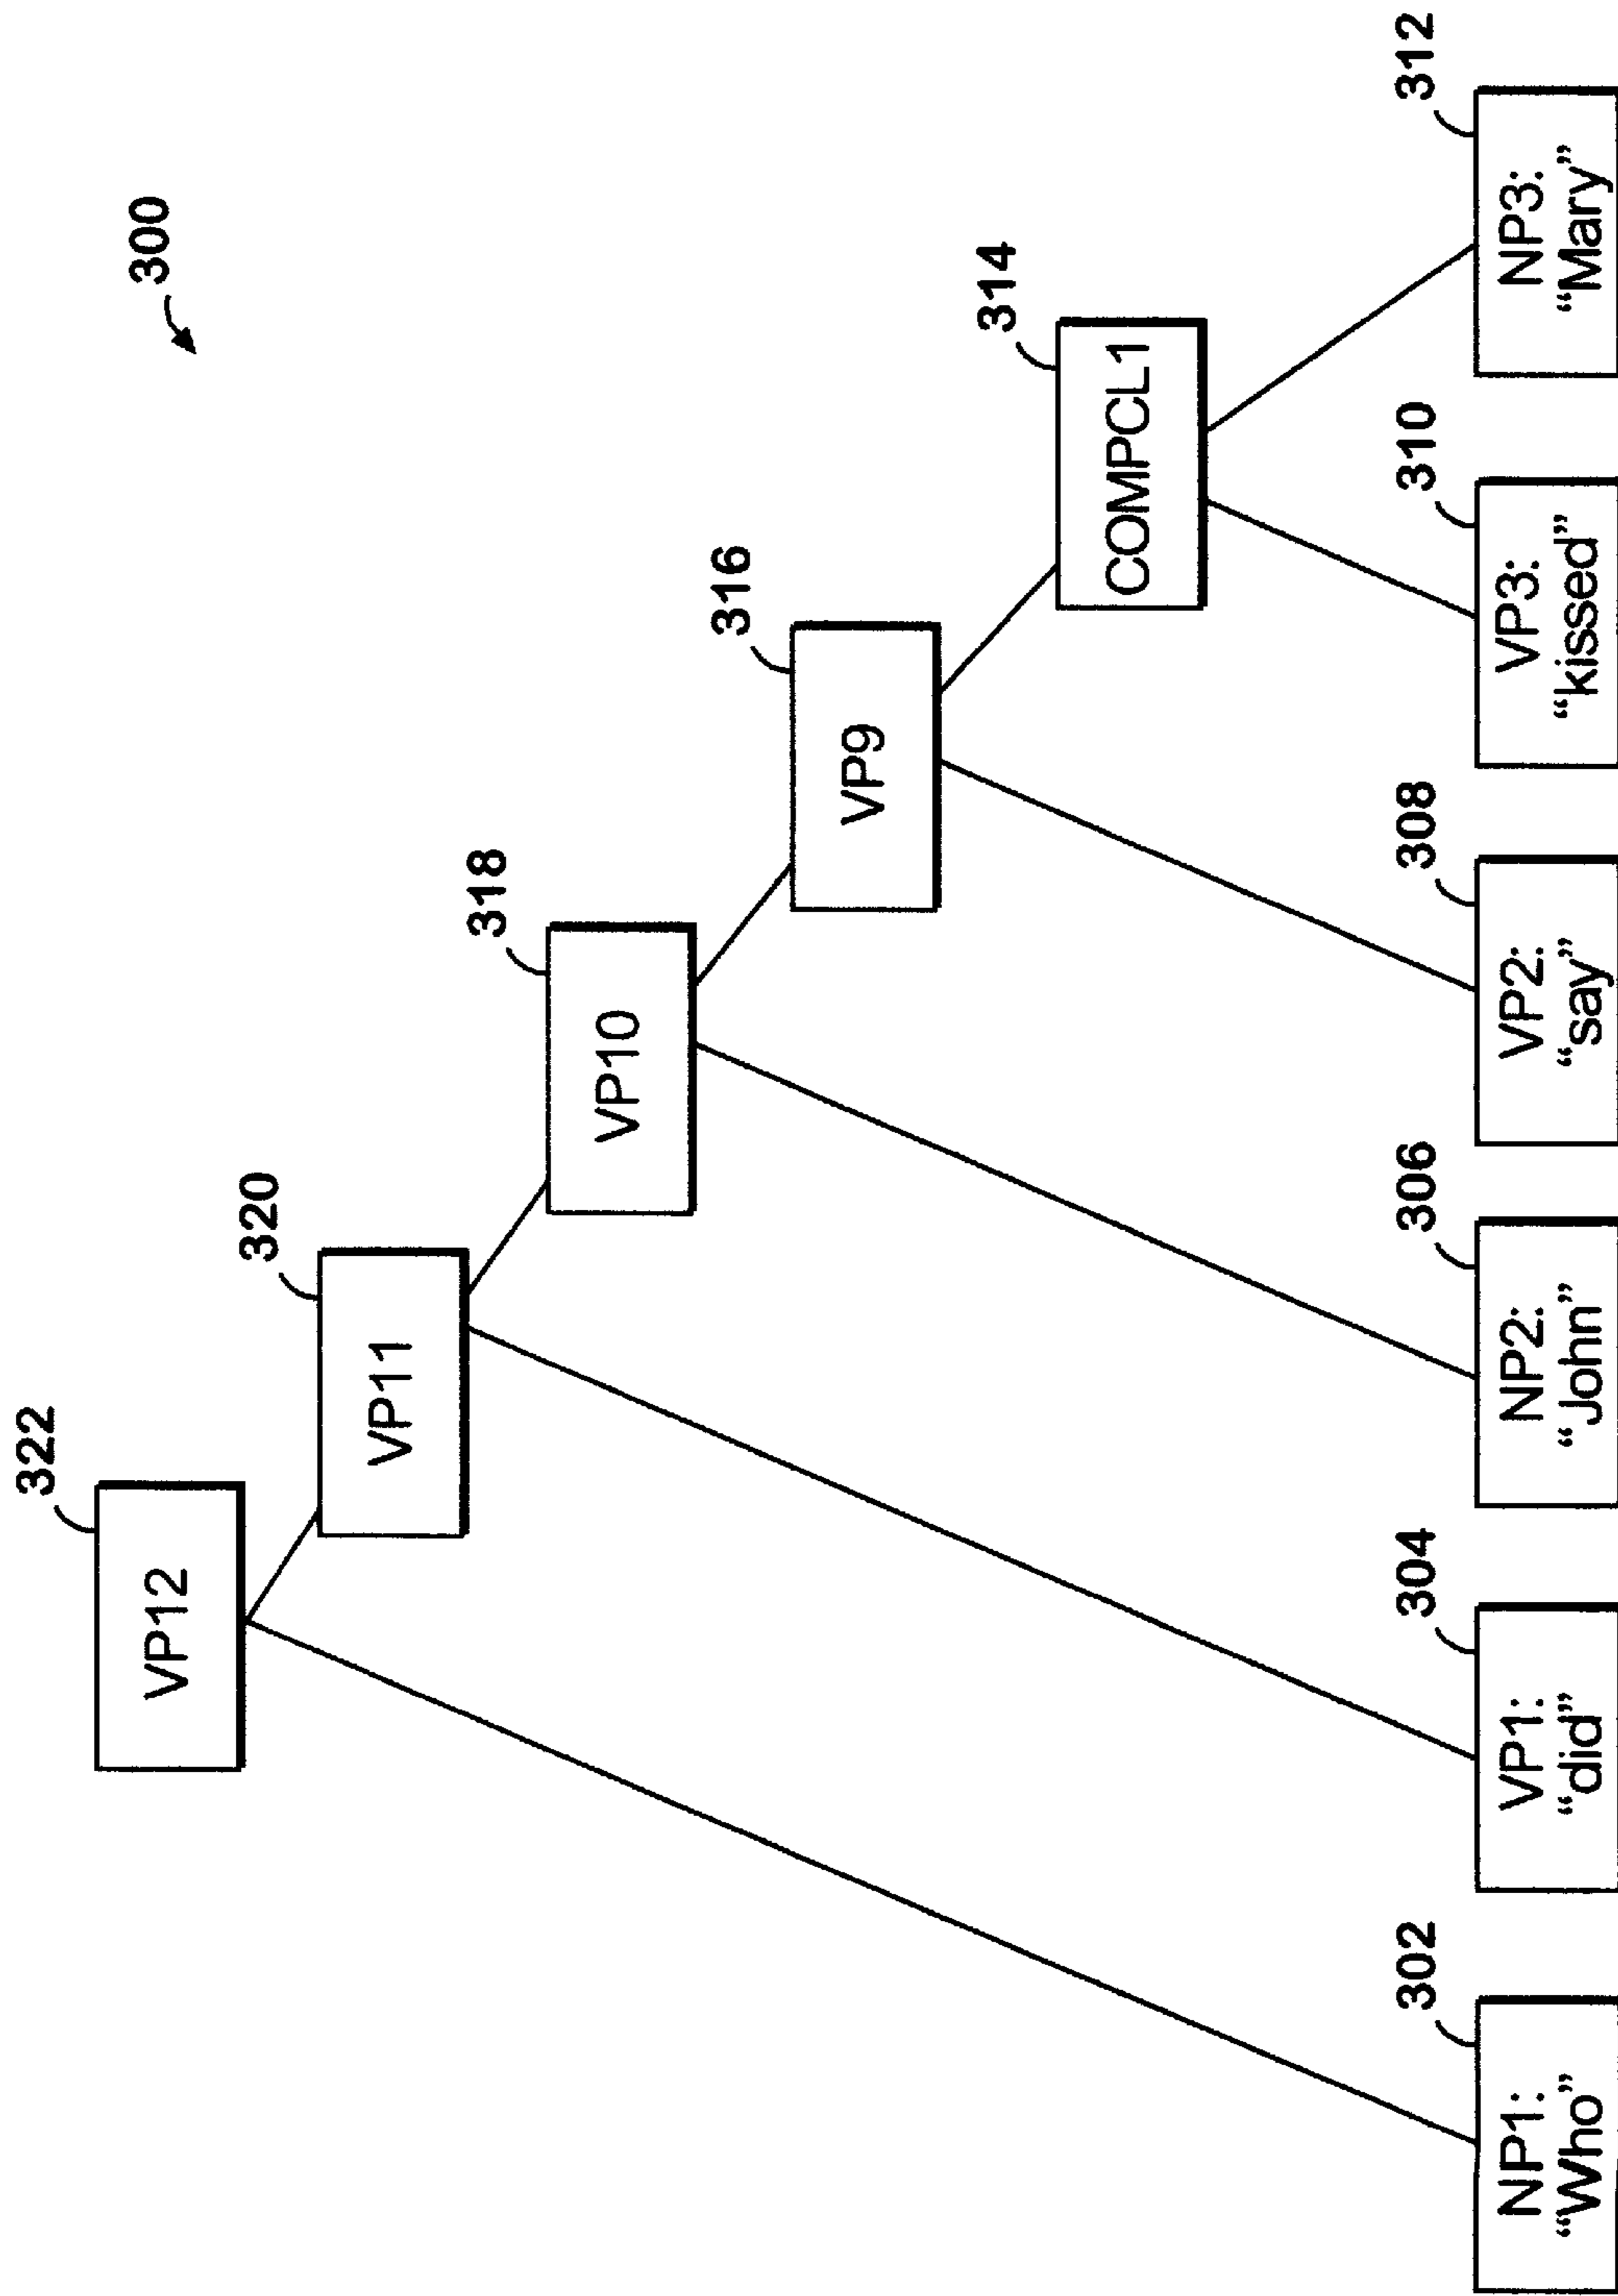 300
322
VP12
320
VP11
318
VP10
316
VP9
314
COMPCL1
302
NP1:
“Who”
304
VP1:
“did”
306
NP2:
“John”
308
VP2:
“say”
310
VP3:
“kissed”
312
NP3:
“Mary”